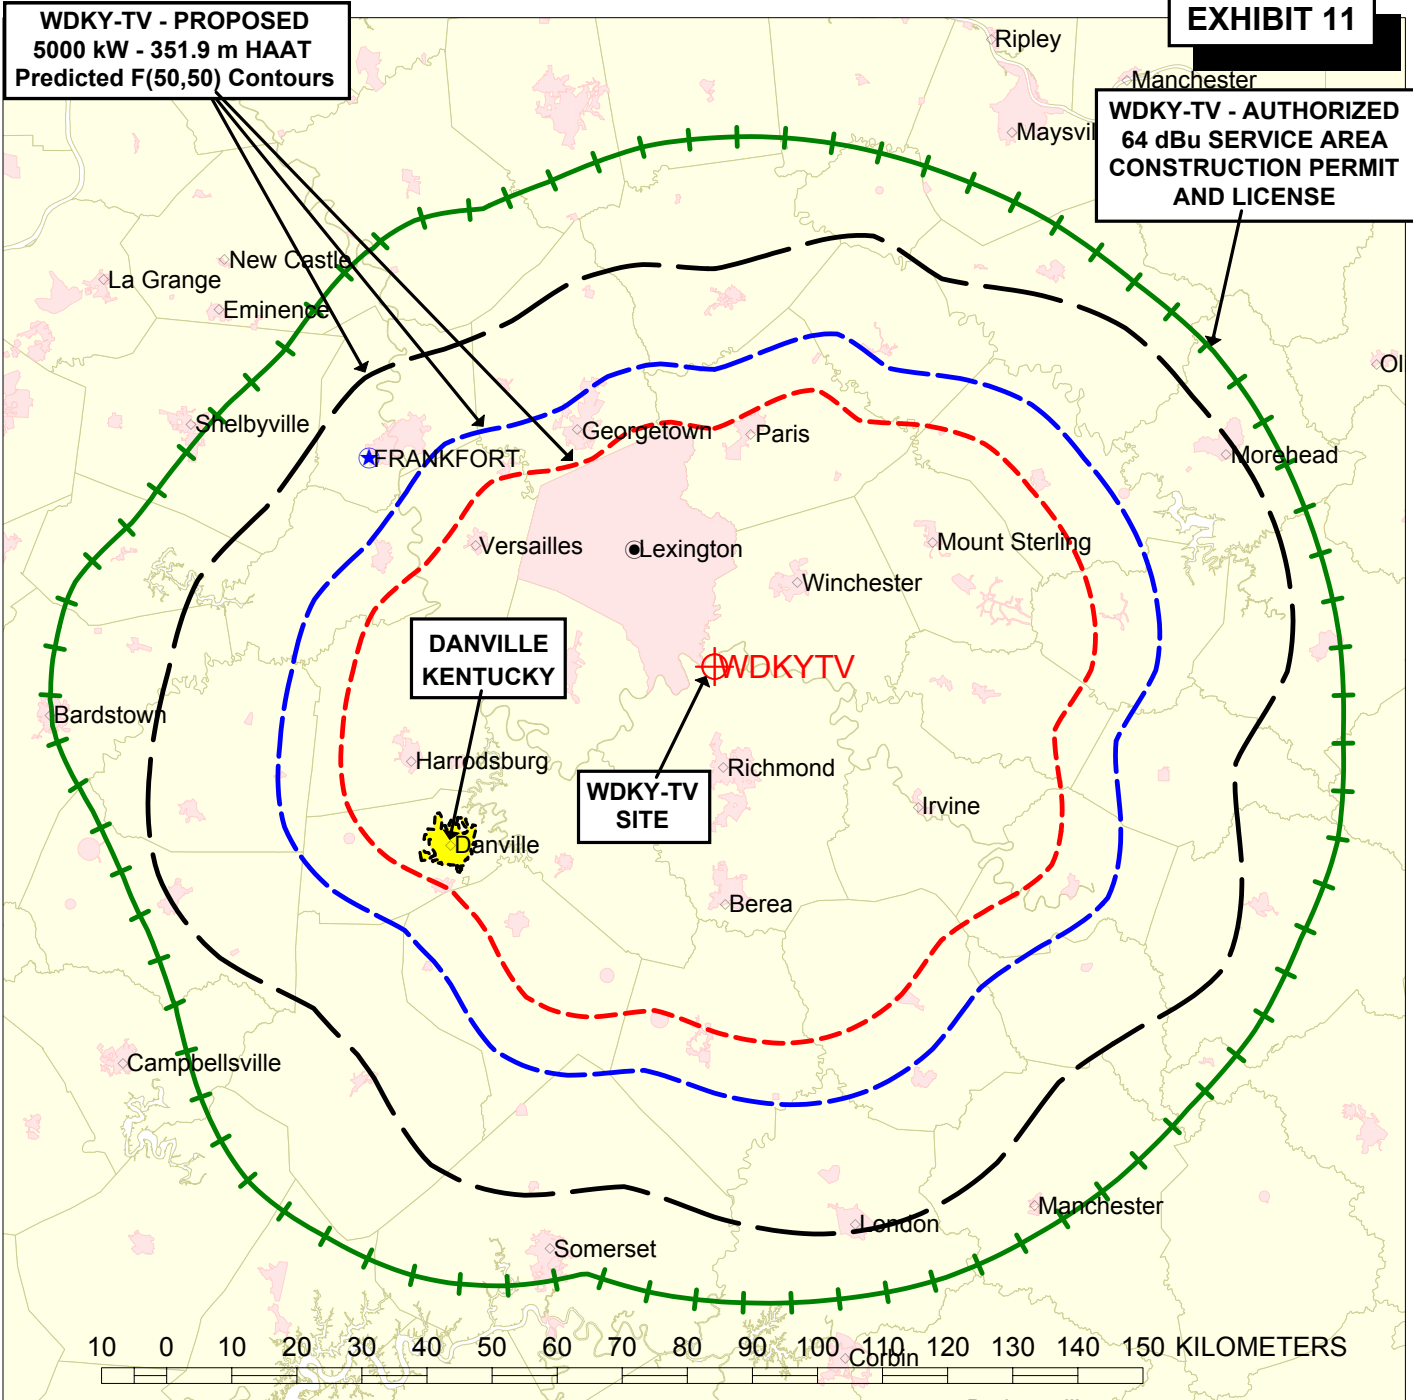 WDKY-TV - PROPOSED
5000 kW - 351.9 m HAAT
Predicted F(50,50) Contours
EXHIBIT 11
Ripley
Manchester
WDKY-TV - AUTHORIZED
64 dBu SERVICE AREA
CONSTRUCTION PERMIT
AND LICENSE
Maysvil
New Castle
La Grange
Eminence
Ol
Shelbyville
Georgetown
Paris
FRANKFORT
Morehead
Versailles
Lexington
Mount Sterling
Winchester
DANVILLE
KENTUCKY
WDKYTV
Bardstown
Harrodsburg
Richmond
WDKY-TV
SITE
Irvine
Danville
Berea
Campbellsville
Manchester
London
Somerset
10 0 10 20 30 40 50 60 70 80 90 100 110 120 130 140 150 KILOMETERS
Corbin